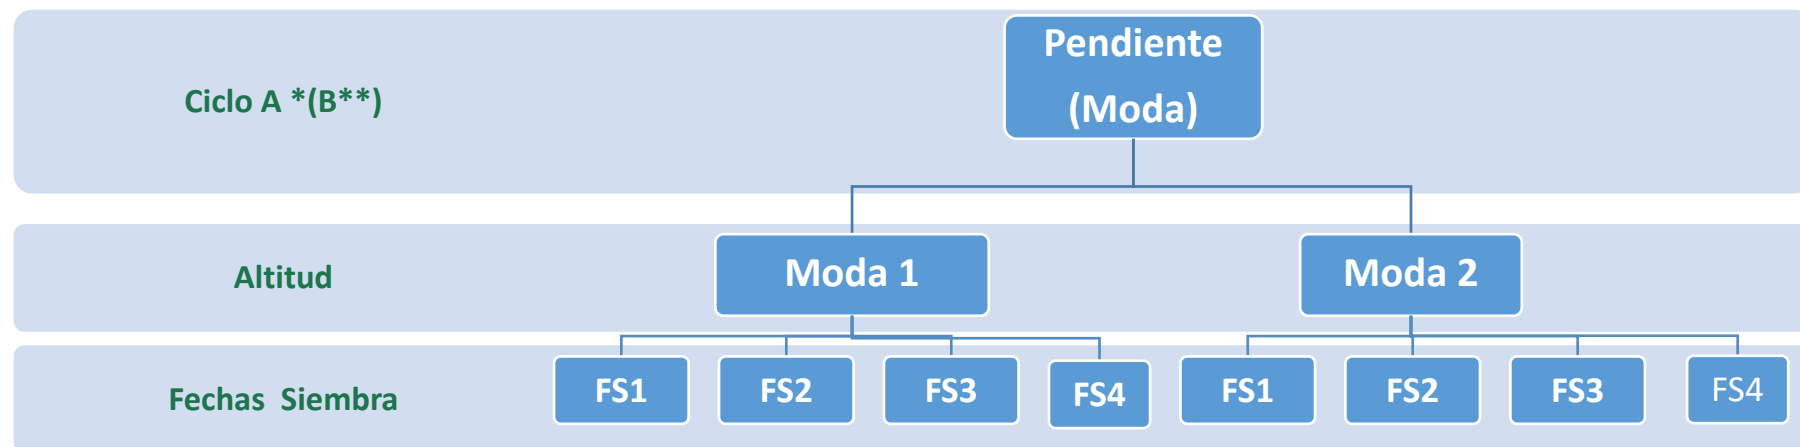 Pendiente
(Moda)
Ciclo A *(B**)
Altitud
Moda 1
Moda 2
Fechas Siembra
FS1
FS2
FS3
FS4
FS1
FS2
FS3
FS4